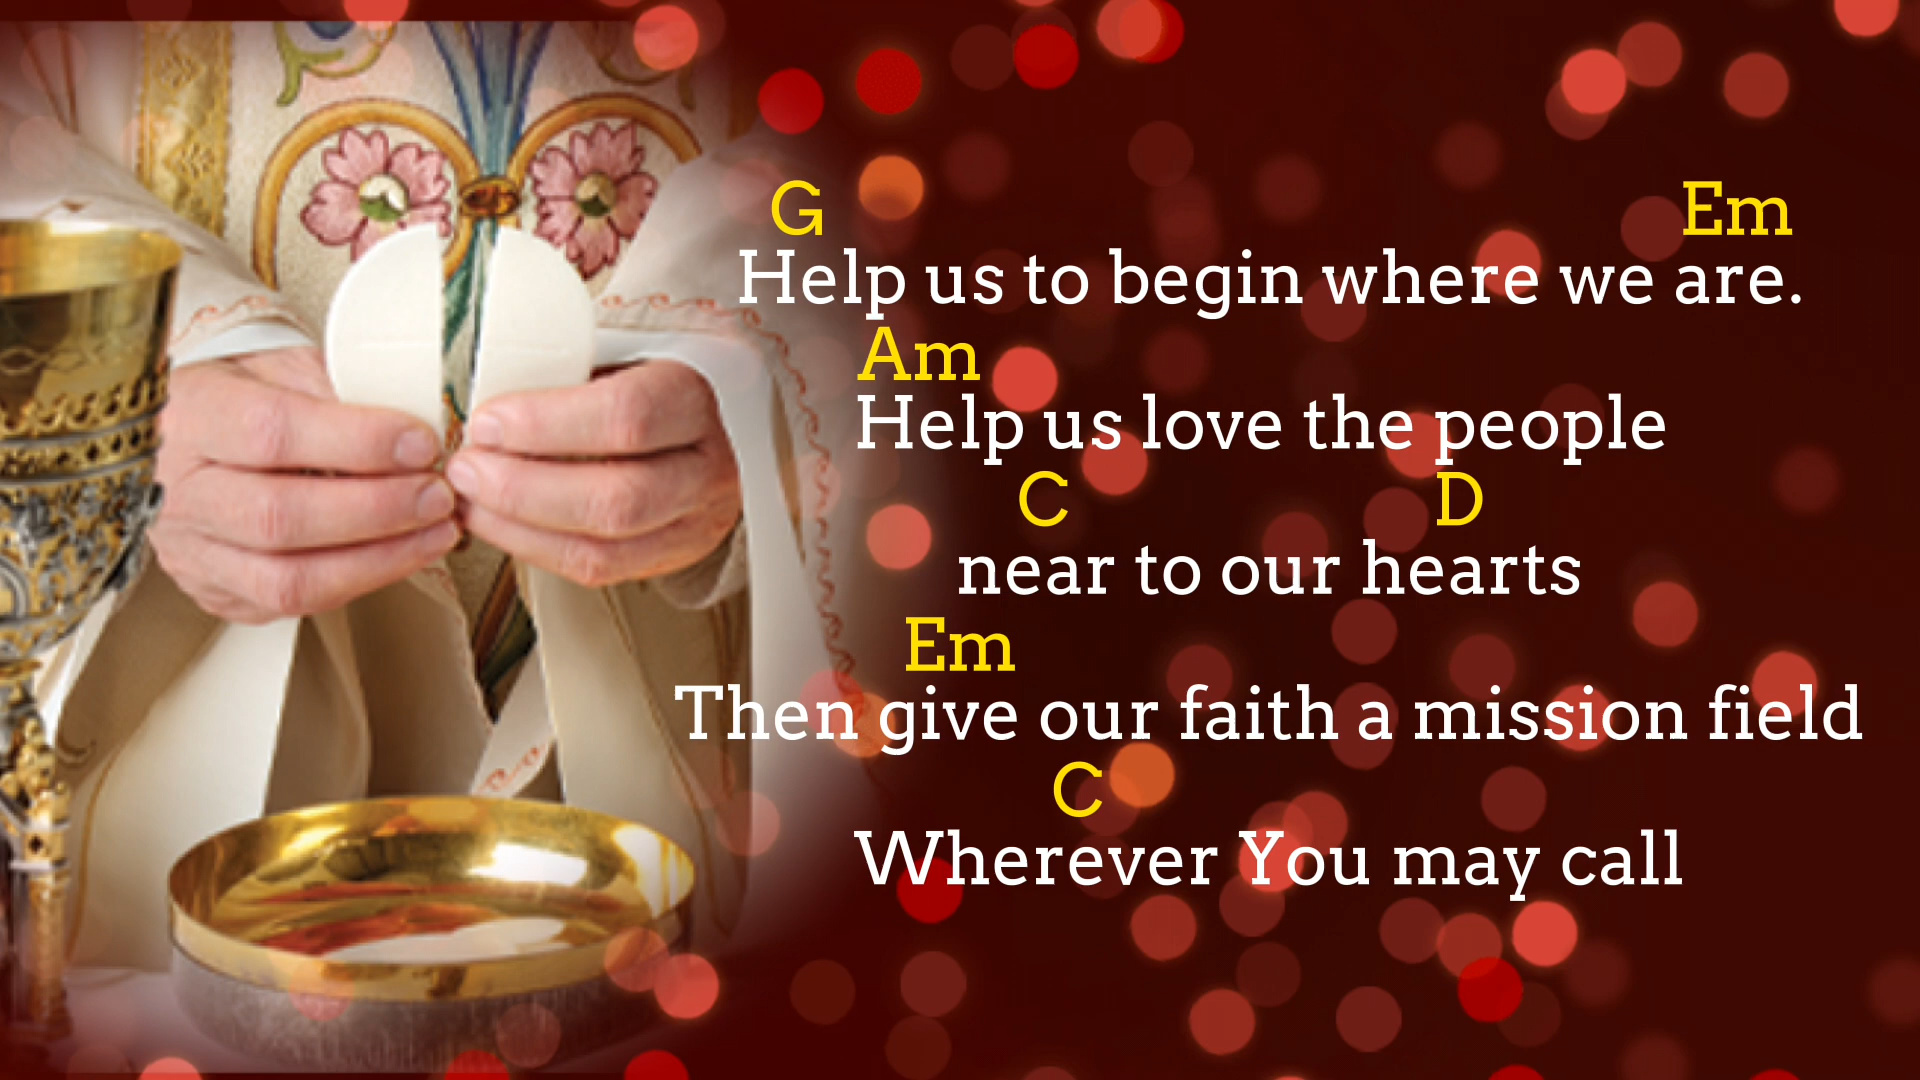 G Em
Help us to begin where we are.
Am
Help us love the people
C D
near to our hearts
Em
Then give our faith a mission field
C
Wherever You may call